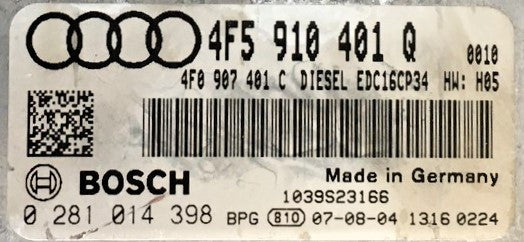 4F5 910 401 Q 0010
4F0 907 401 C DIESEL EDC16CP34 HW: H05
BOSCH Made in Germany
1039S23166
0 281 014 398 BPG 810 07-08-04 1316 0224